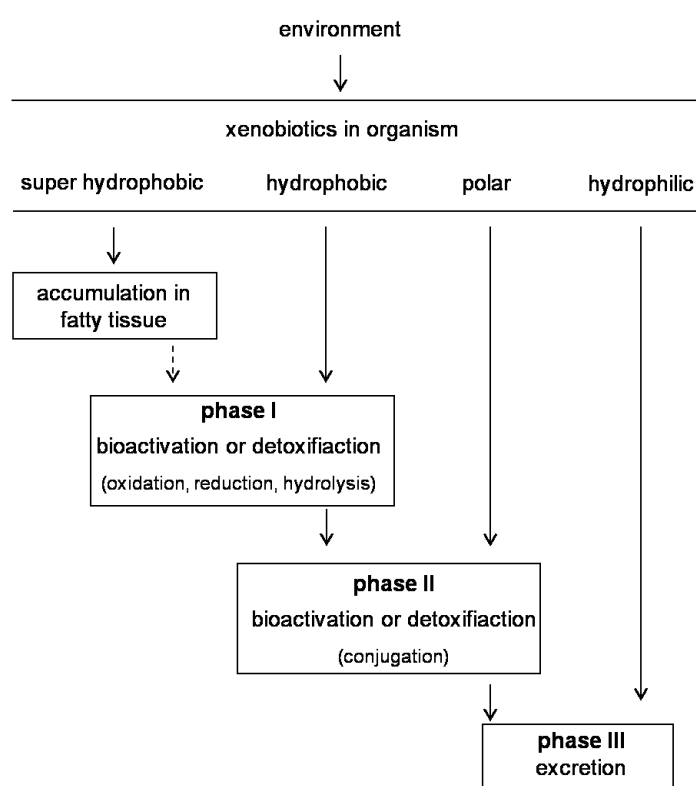 environment
xenobiotics in organism
super hydrophobic hydrophobic polar hydrophilic
accumulation in
fatty tissue
phase I
bioactivation or detoxifiaction
(oxidation, reduction, hydrolysis)
phase II
bioactivation or detoxifiaction
(conjugation)
phase III
excretion